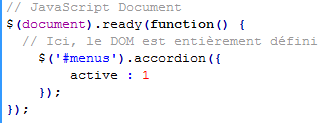 // JavaScript Document
$(document).ready(function() {
  // Ici, le DOM est entièrement défini
    $('#menus').accordion({
        active : 1
    });
});